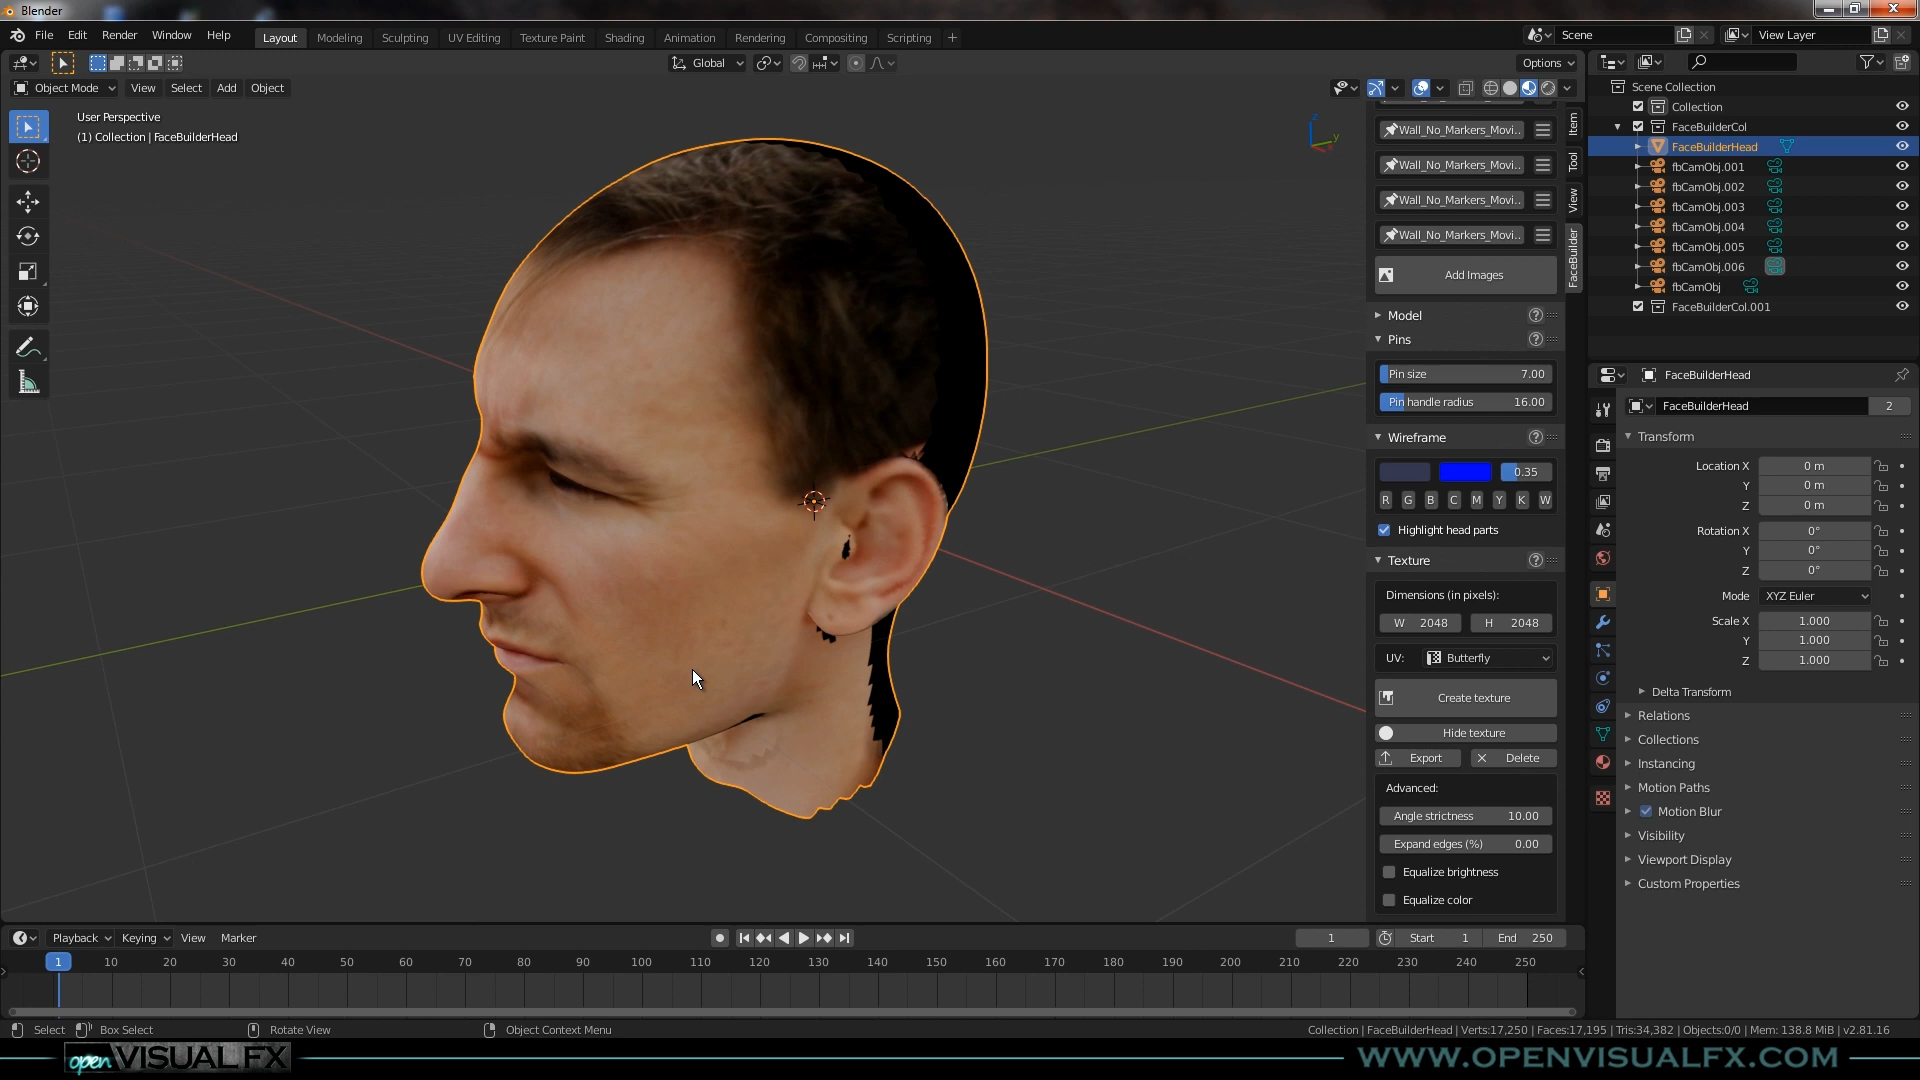 Blender
File Edit Render Window Help
Layout Modeling Sculpting UV Editing Texture Paint Shading Animation Rendering Compositing Scripting +
Scene
View Layer
Global
Options
Object Mode View Select Add Object
User Perspective
(1) Collection | FaceBuilderHead
Z
Y
Wall_No_Markers_Movi..
Wall_No_Markers_Movi..
Wall_No_Markers_Movi..
Wall_No_Markers_Movi..
Add Images
Model
Pins
Pin size 7.00
Pin handle radius 16.00
Wireframe
0.35
R G B C M Y K W
Highlight head parts
Texture
Dimensions (in pixels):
W 2048 H 2048
UV: Butterfly
Create texture
Hide texture
Export Delete
Advanced:
Angle strictness 10.00
Expand edges (%) 0.00
Equalize brightness
Equalize color
Item
Tool
View
FaceBuilder
Scene Collection
Collection
FaceBuilderCol
FaceBuilderHead
fbCamObj.001
fbCamObj.002
fbCamObj.003
fbCamObj.004
fbCamObj.005
fbCamObj.006
fbCamObj
FaceBuilderCol.001
FaceBuilderHead
FaceBuilderHead 2
Transform
Location X 0 m
Y 0 m
Z 0 m
Rotation X 0°
Y 0°
Z 0°
Mode XYZ Euler
Scale X 1.000
Y 1.000
Z 1.000
Delta Transform
Relations
Collections
Instancing
Motion Paths
Motion Blur
Visibility
Viewport Display
Custom Properties
Playback Keying View Marker
1 Start 1 End 250
1 10 20 30 40 50 60 70 80 90 100 110 120 130 140 150 160 170 180 190 200 210 220 230 240 250
Select Box Select Rotate View Object Context Menu
Collection | FaceBuilderHead | Verts:17,250 | Faces:17,195 | Tris:34,382 | Objects:0/0 | Mem: 138.8 MiB | v2.81.16
open VISUALFX
WWW.OPENVISUALFX.COM